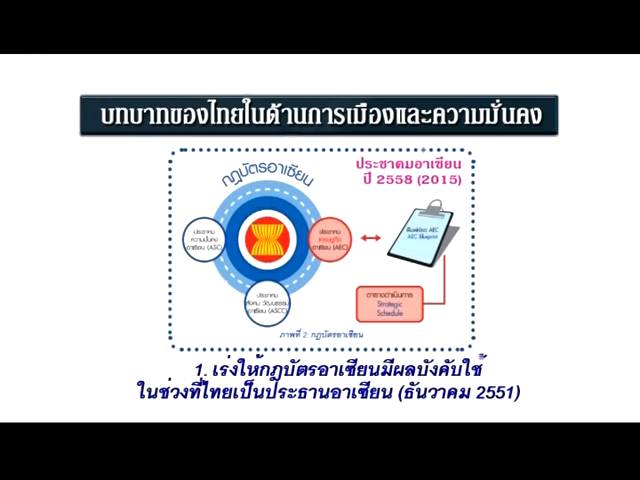 บทบาทของไทยในด้านการเมืองและความมั่นคง
ประชาคมอาเซียน
ปี 2558 (2015)
กฎบัตรอาเซียน
ประชาคม
ความมั่นคง
อาเซียน (ASC)
ประชาคม
เศรษฐกิจ
อาเซียน (AEC)
พิมพ์เขียว AEC
AEC Blueprint
ประชาคม
สังคม วัฒนธรรม
อาเซียน (ASCC)
ตารางดำเนินการ
Strategic
Schedule
ภาพที่ 2: กฎบัตรอาเซียน
1. เร่งให้กฎบัตรอาเซียนมีผลบังคับใช้
ในช่วงที่ไทยเป็นประธานอาเซียน (ธันวาคม 2551)